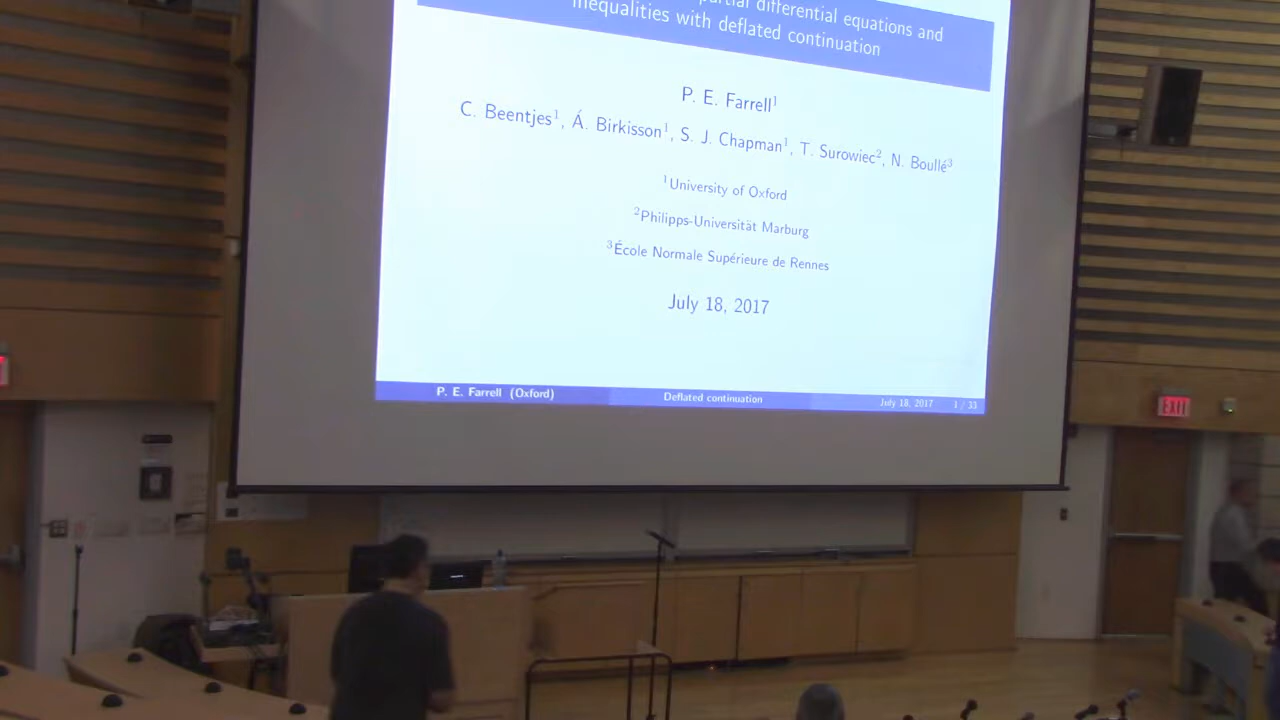 partial differential equations and
inequalities with deflated continuation
P. E. Farrell¹
C. Beentjes¹, Á. Birkisson¹, S. J. Chapman¹, T. Surowiec², N. Boullé³
¹University of Oxford
²Philipps-Universität Marburg
³École Normale Supérieure de Rennes
July 18, 2017
P. E. Farrell (Oxford) Deflated continuation July 18, 2017 1 / 33
EXIT